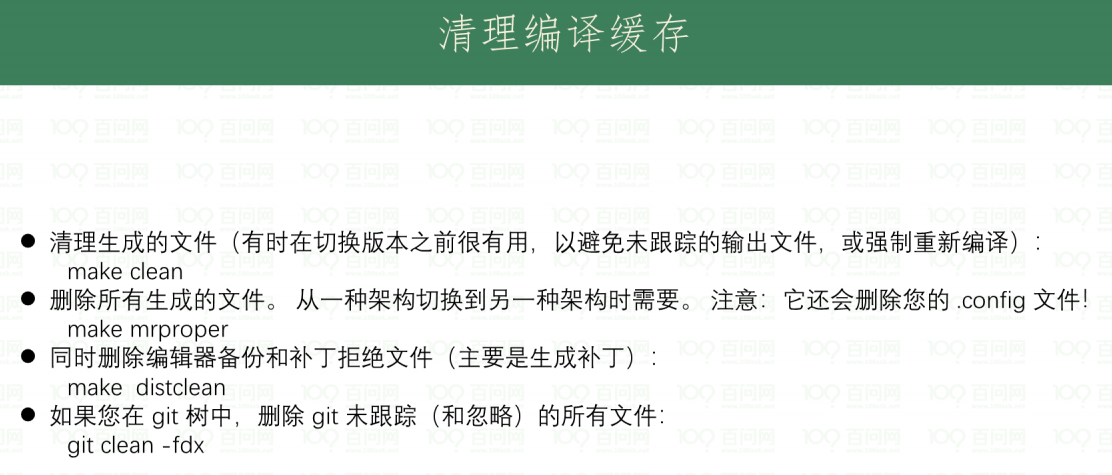 清理编译缓存
● 清理生成的文件（有时在切换版本之前很有用，以避免未跟踪的输出文件，或强制重新编译）：
make clean
● 删除所有生成的文件。 从一种架构切换到另一种架构时需要。 注意：它还会删除您的 .config 文件！
make mrproper
● 同时删除编辑器备份和补丁拒绝文件（主要是生成补丁）：
make  distclean
● 如果您在 git 树中，删除 git 未跟踪（和忽略）的所有文件：
git clean -fdx